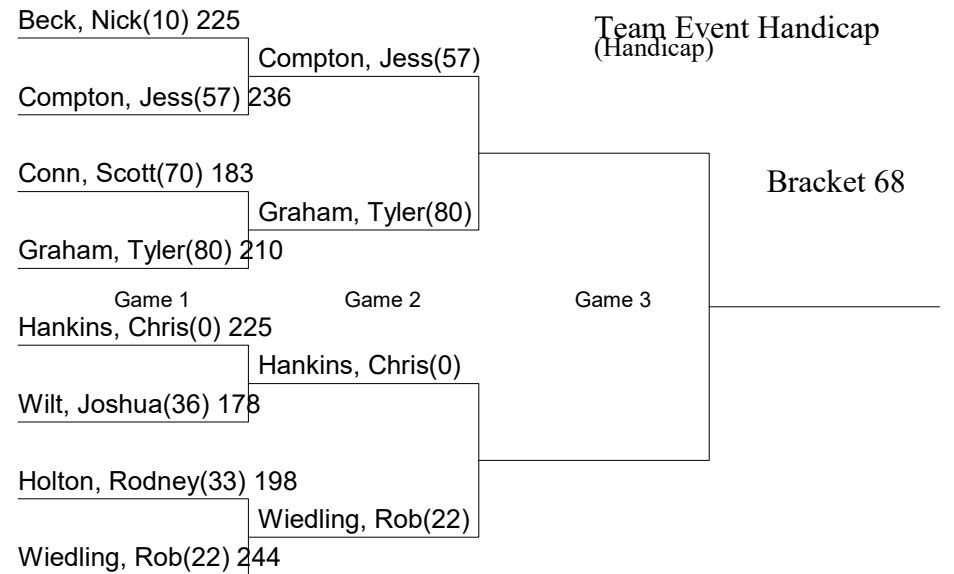 Beck, Nick(10) 225
Team Event Handicap
(Handicap)
Compton, Jess(57)
Compton, Jess(57) 236
Conn, Scott(70) 183
Bracket 68
Graham, Tyler(80)
Graham, Tyler(80) 210
Game 1
Game 2
Game 3
Hankins, Chris(0) 225
Hankins, Chris(0)
Wilt, Joshua(36) 178
Holton, Rodney(33) 198
Wiedling, Rob(22)
Wiedling, Rob(22) 244